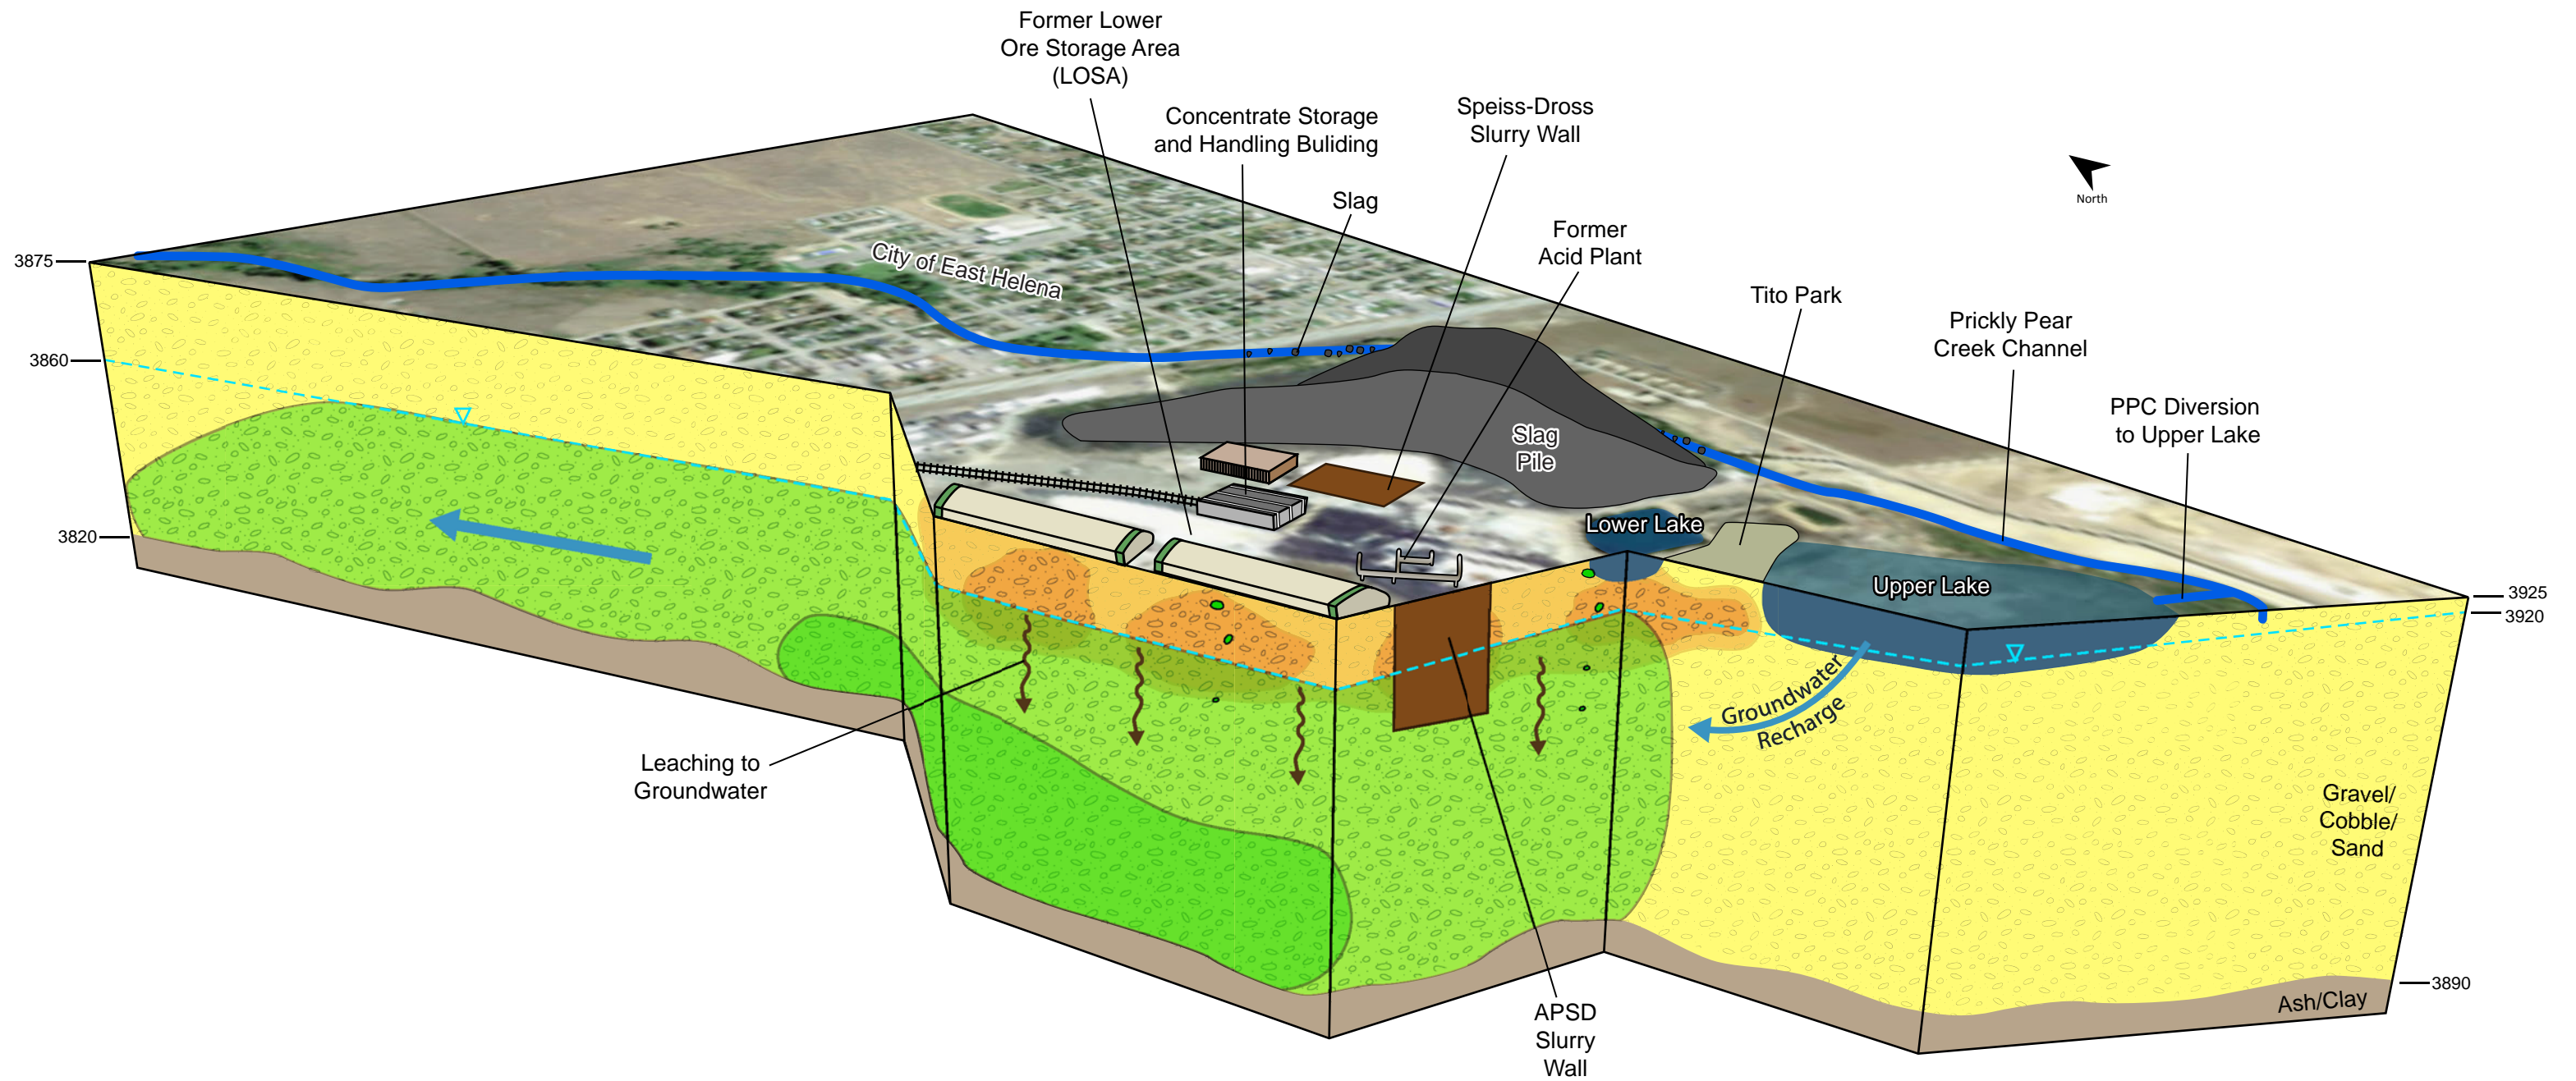 Former Lower
Ore Storage Area
(LOSA)
Concentrate Storage
and Handling Buliding
Speiss-Dross
Slurry Wall
Slag
Former
Acid Plant
Tito Park
Prickly Pear
Creek Channel
PPC Diversion
to Upper Lake
North
City of East Helena
3875
3860
3820
Slag
Pile
Lower Lake
Upper Lake
3925
3920
Groundwater
Recharge
Leaching to
Groundwater
Gravel/
Cobble/
Sand
Ash/Clay
3890
APSD
Slurry
Wall